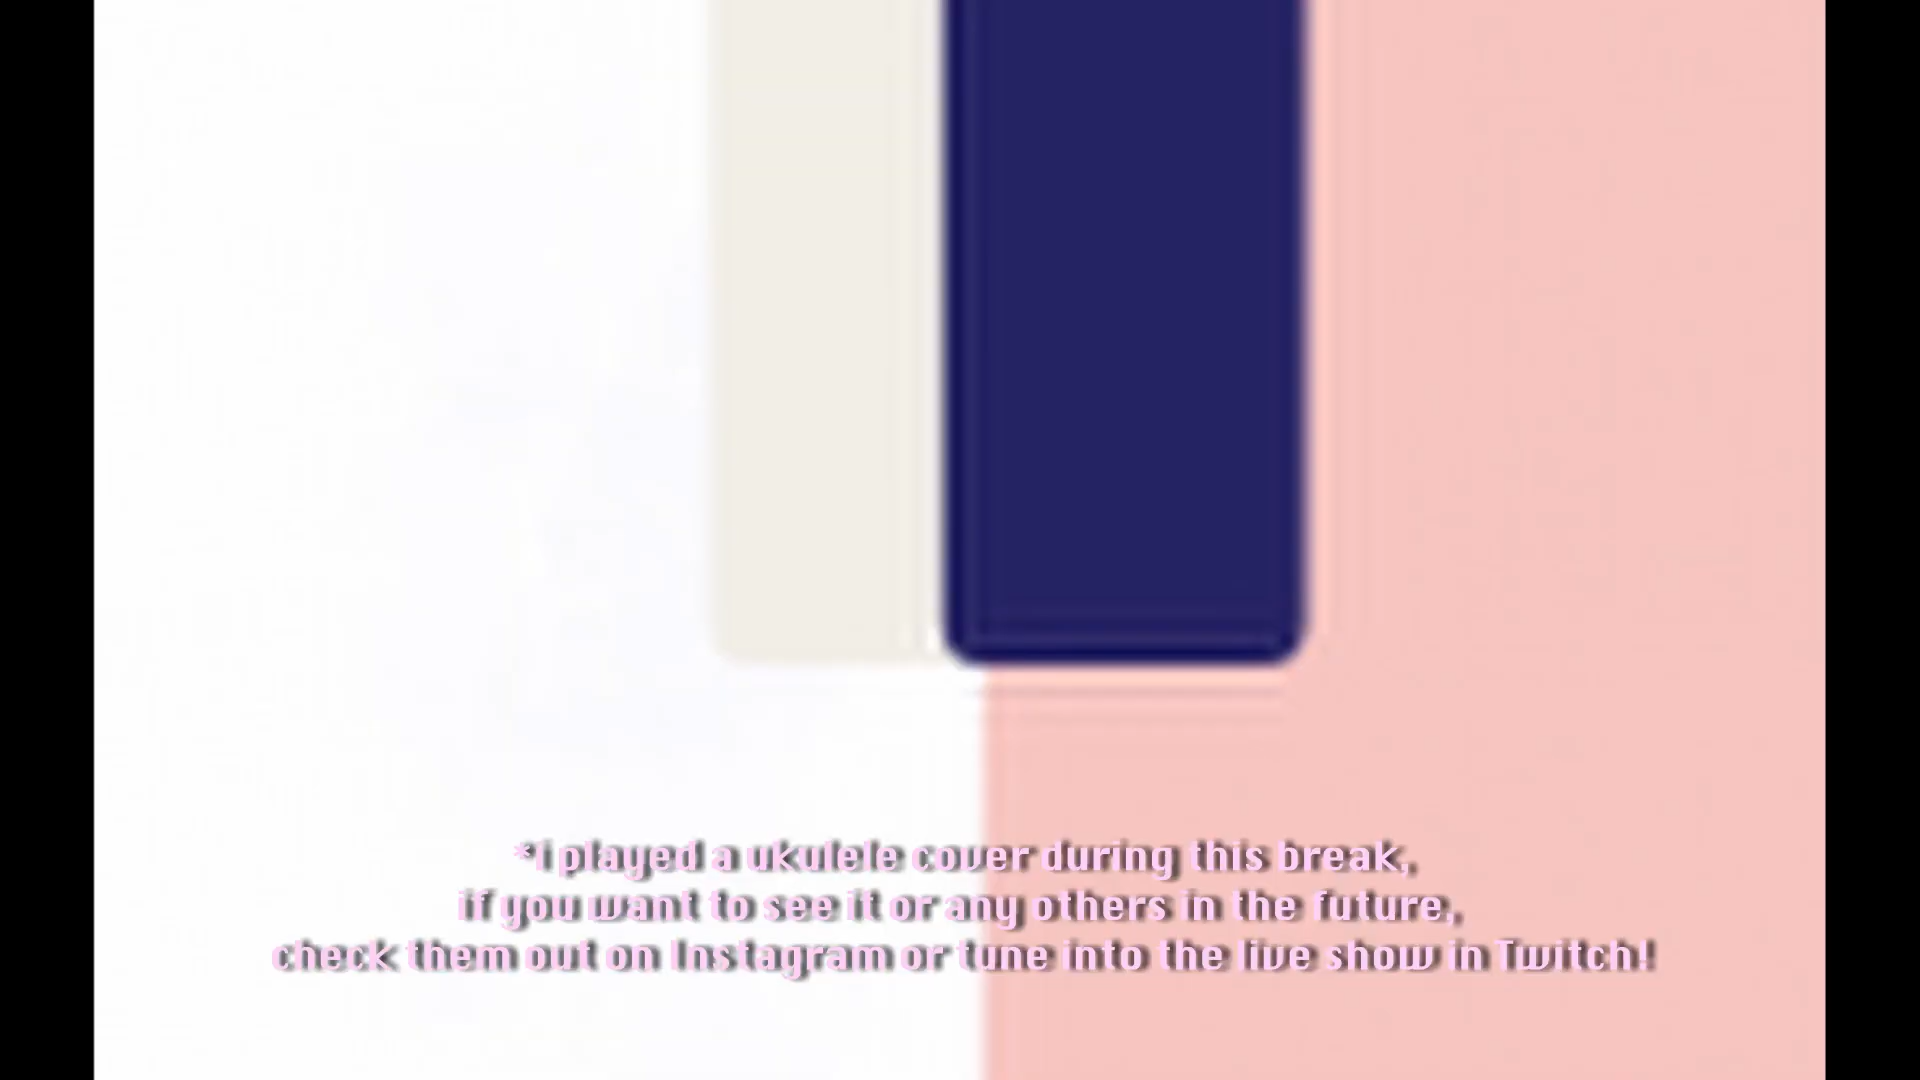 *I played a ukulele cover during this break,
if you want to see it or any others in the future,
check them out on Instagram or tune into the live show in Twitch!